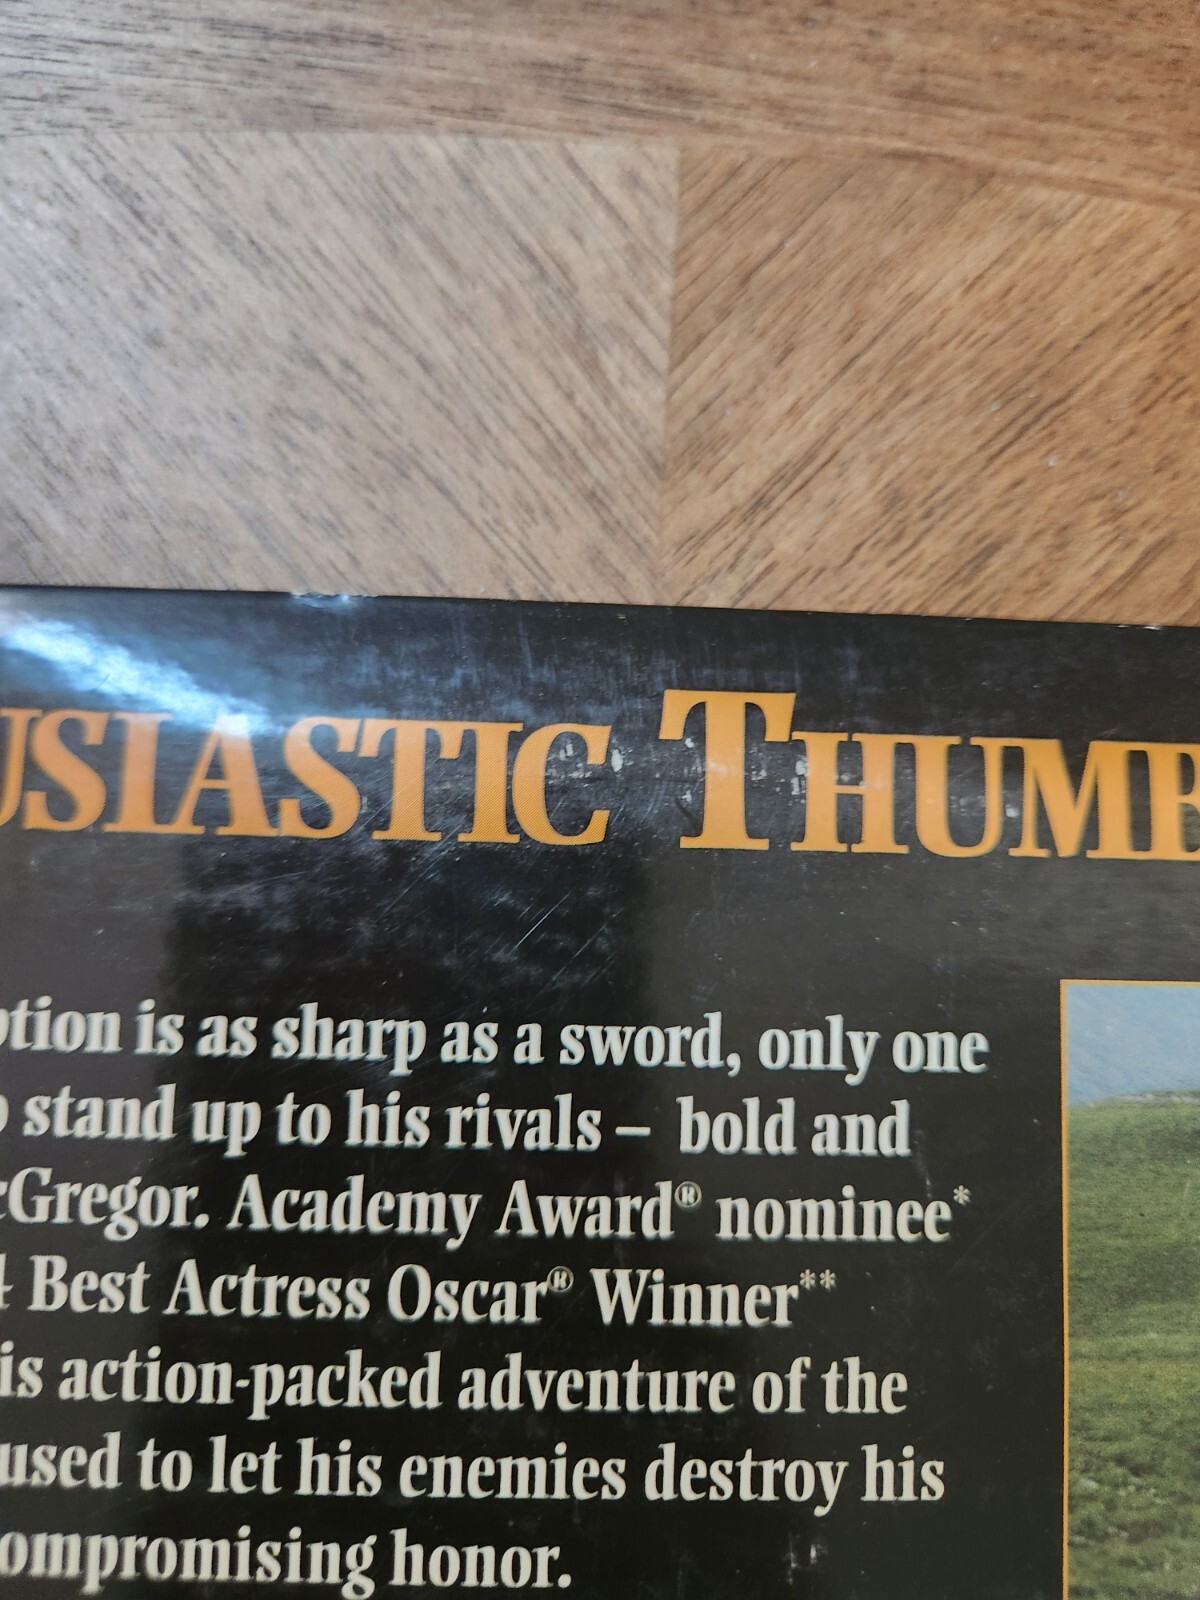 USIASTIC THUMB
ption is as sharp as a sword, only one
stand up to his rivals – bold and
cGregor. Academy Award® nominee*
4 Best Actress Oscar® Winner**
is action-packed adventure of the
used to let his enemies destroy his
ompromising honor.